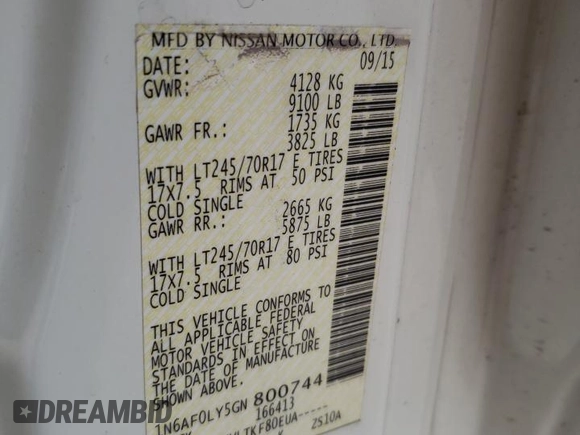 MFD BY NISSAN MOTOR CO., LTD.
DATE: 09/15
GVWR: 4128 KG
9100 LB
GAWR FR.: 1735 KG
3825 LB
WITH LT245/70R17 E TIRES
17X7.5 RIMS AT 50 PSI
COLD SINGLE
GAWR RR.: 2665 KG
5875 LB
WITH LT245/70R17 E TIRES
17X7.5 RIMS AT 80 PSI
COLD SINGLE
THIS VEHICLE CONFORMS TO
ALL APPLICABLE FEDERAL
MOTOR VEHICLE SAFETY
STANDARDS IN EFFECT ON
THE DATE OF MANUFACTURE
SHOWN ABOVE.
1N6AF0LY5GN 800744
166413
LTKF80EUA-----
ZS10A
DREAMBID